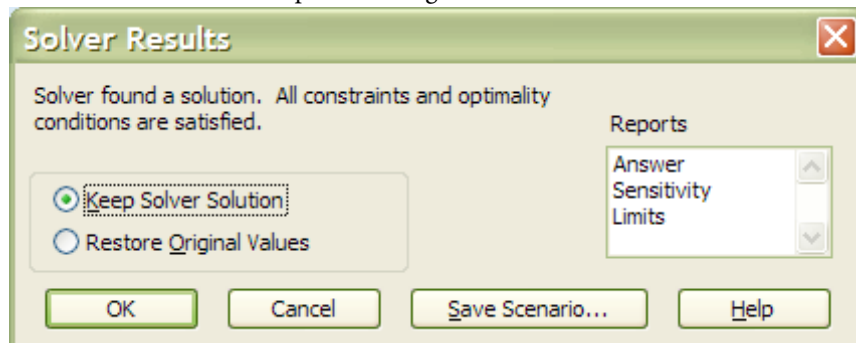 Solver Results
Solver found a solution. All constraints and optimality
conditions are satisfied.
Reports
Answer
Sensitivity
Limits
Keep Solver Solution
Restore Original Values
OK
Cancel
Save Scenario...
Help